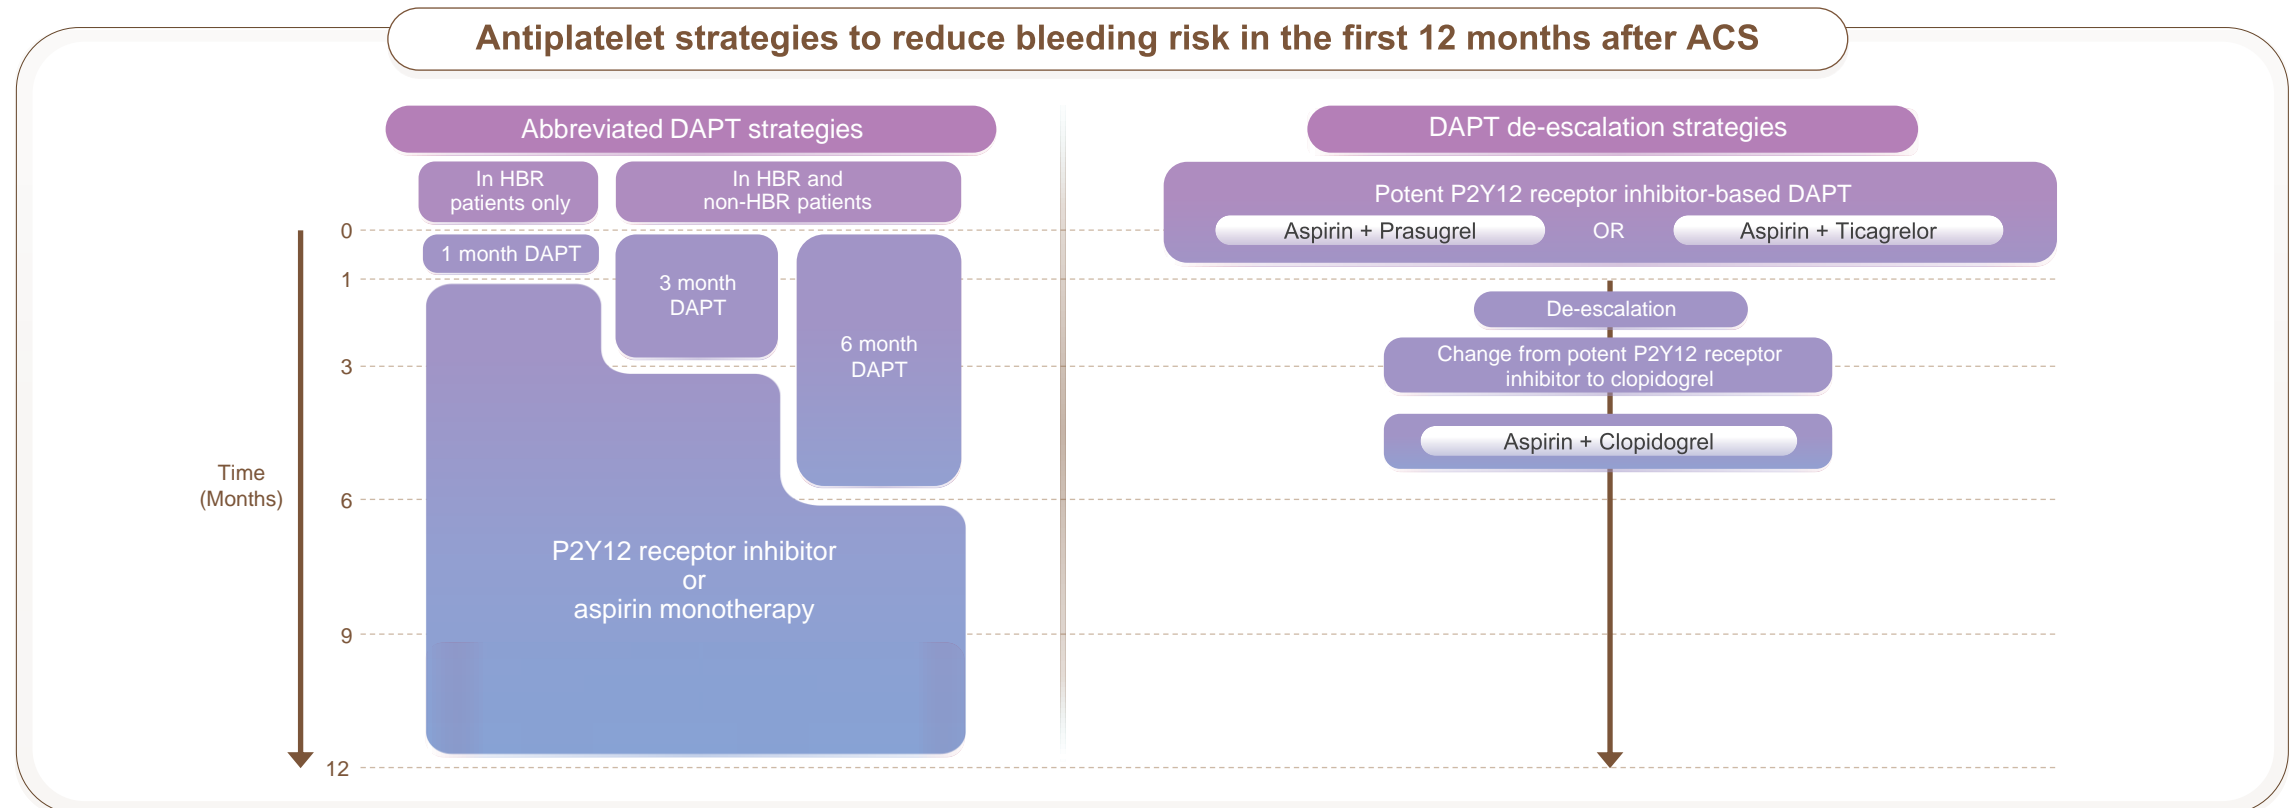 Antiplatelet strategies to reduce bleeding risk in the first 12 months after ACS
Abbreviated DAPT strategies
In HBR
patients only
In HBR and
non-HBR patients
0
1 month DAPT
1
3 month
DAPT
6 month
DAPT
3
Time
(Months)
6
P2Y12 receptor inhibitor
or
aspirin monotherapy
9
12
DAPT de-escalation strategies
Potent P2Y12 receptor inhibitor-based DAPT
Aspirin + Prasugrel
OR
Aspirin + Ticagrelor
De-escalation
Change from potent P2Y12 receptor
inhibitor to clopidogrel
Aspirin + Clopidogrel